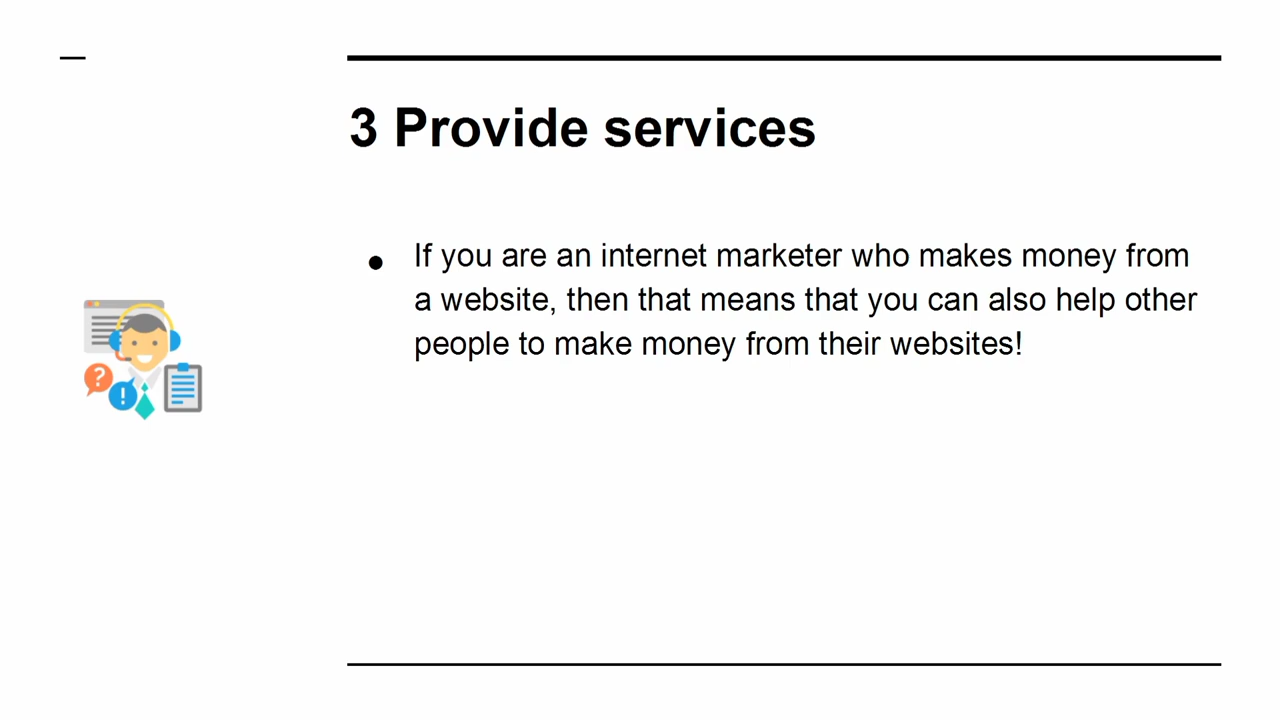 3 Provide services
● If you are an internet marketer who makes money from
a website, then that means that you can also help other
people to make money from their websites!
? !